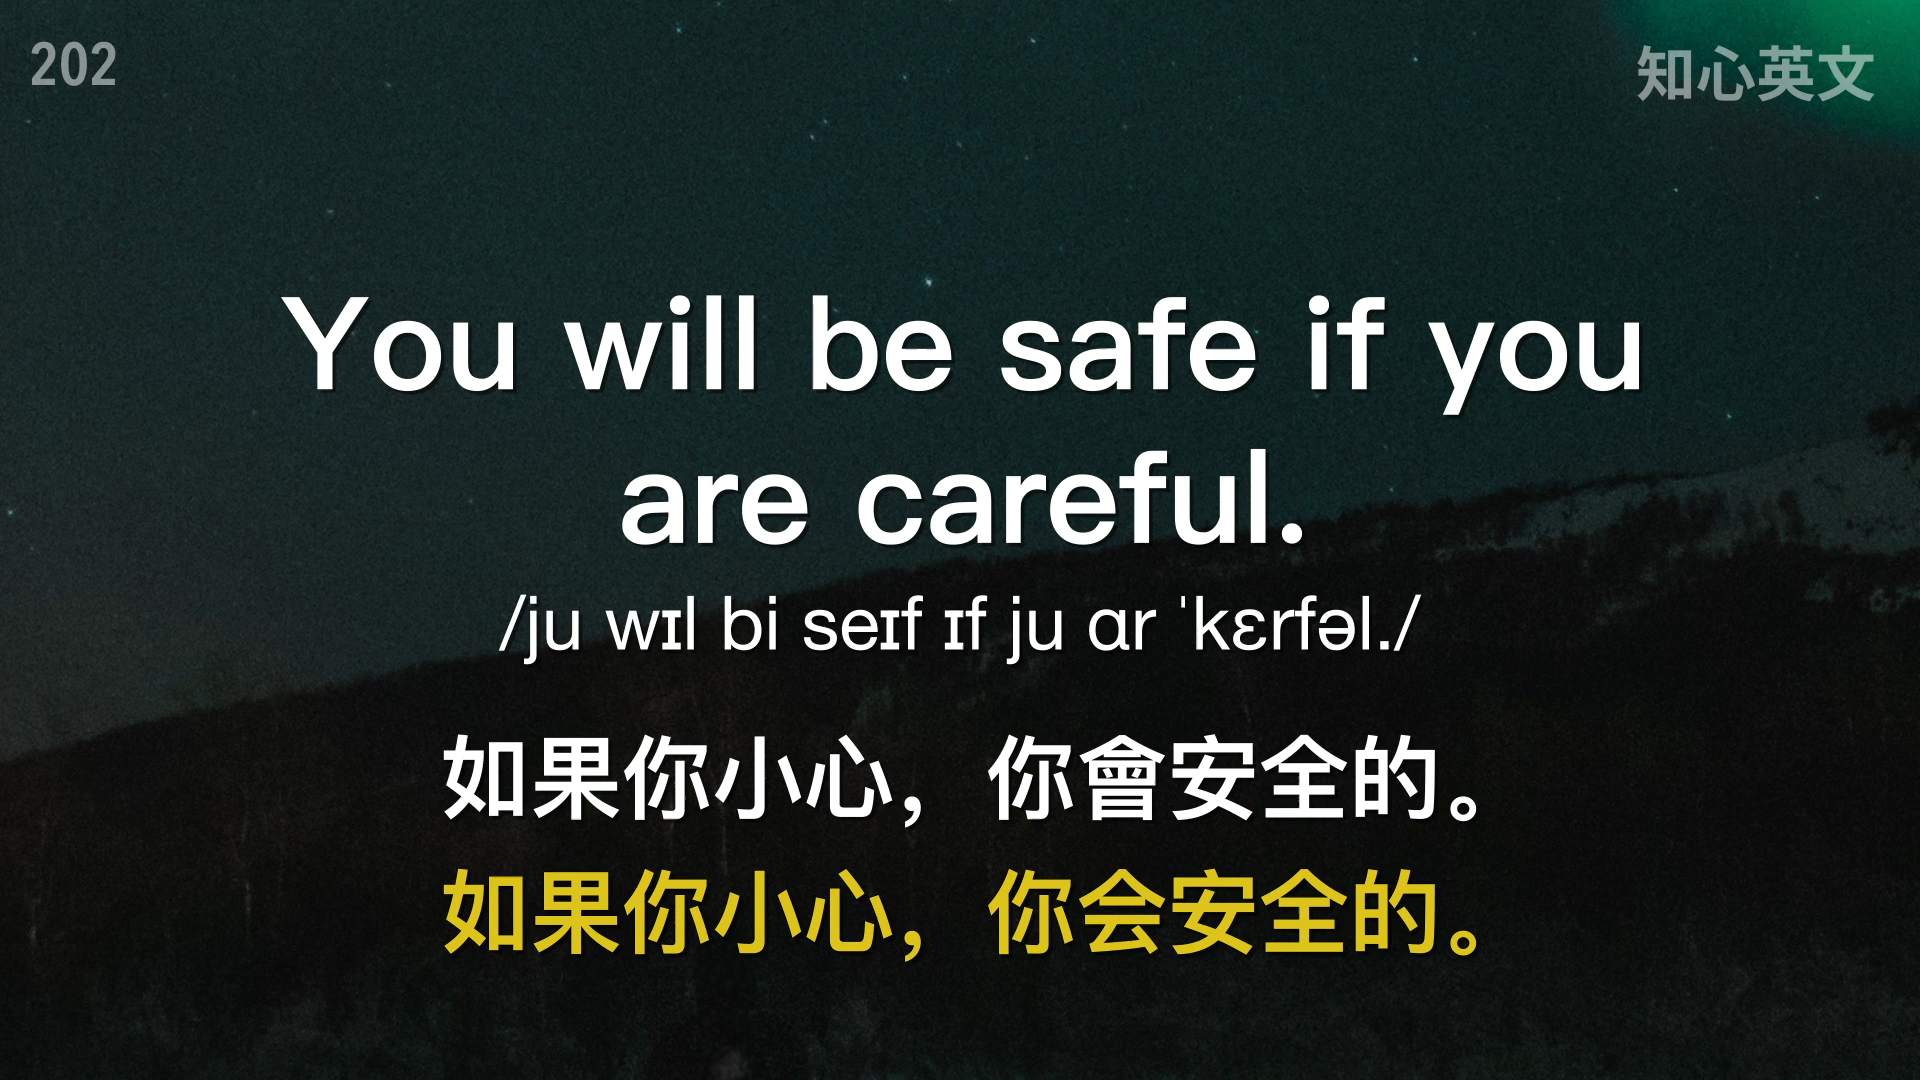 202
知心英文
You will be safe if you
are careful.
/ju wɪl bi seɪf ɪf ju ɑr ˈkɛrfəl./
如果你小心，你會安全的。
如果你小心，你会安全的。